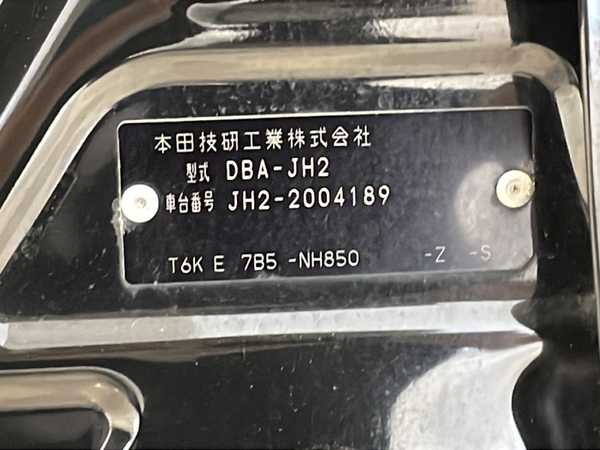 本田技研工業株式会社
型式 DBA-JH2
車台番号 JH2-2004189
T6K E 7B5 -NH850 -Z -S